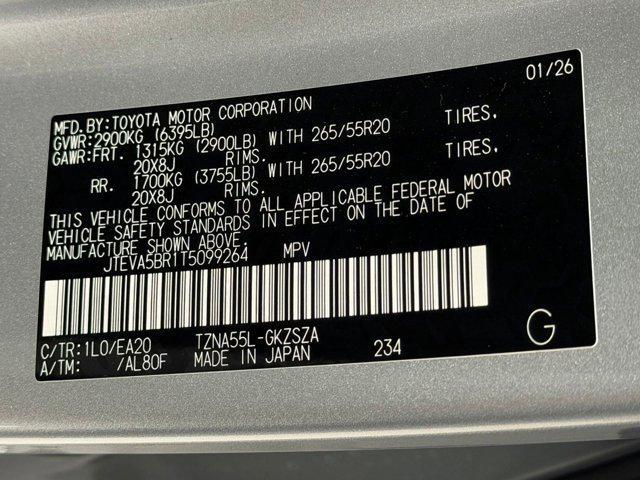 01/26
MFD.BY:TOYOTA MOTOR CORPORATION
GVWR:2900KG (6395LB)
GAWR:FRT. 1315KG (2900LB) WITH 265/55R20 TIRES,
20X8J RIMS.
RR. 1700KG (3755LB) WITH 265/55R20 TIRES,
20X8J RIMS.
THIS VEHICLE CONFORMS TO ALL APPLICABLE FEDERAL MOTOR
VEHICLE SAFETY STANDARDS IN EFFECT ON THE DATE OF
MANUFACTURE SHOWN ABOVE.
JTEVA5BR1T5099264 MPV
C/TR:1L0/EA20 TZNA55L-GKZSZA
A/TM: /AL80F MADE IN JAPAN 234
G